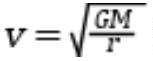 v = √(GM/r)